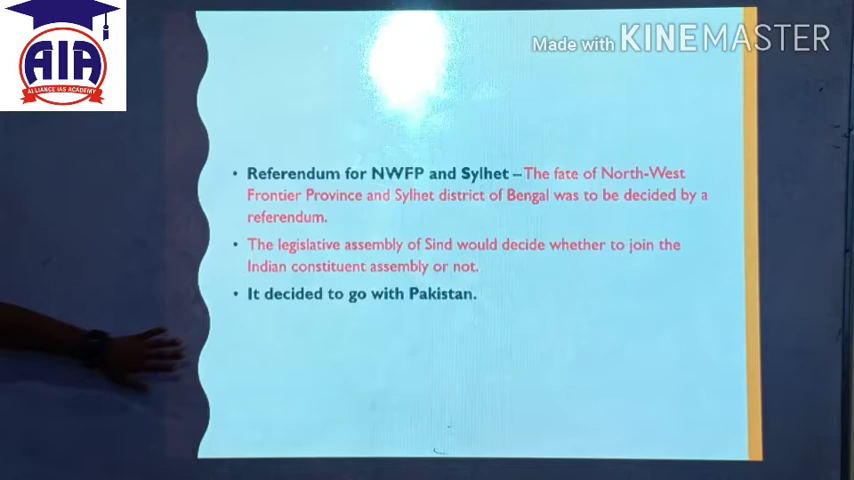 Made with KINEMASTER
AIA
ALLIANCE IAS ACADEMY
• Referendum for NWFP and Sylhet –The fate of North-West
Frontier Province and Sylhet district of Bengal was to be decided by a
referendum.
• The legislative assembly of Sind would decide whether to join the
Indian constituent assembly or not.
• It decided to go with Pakistan.